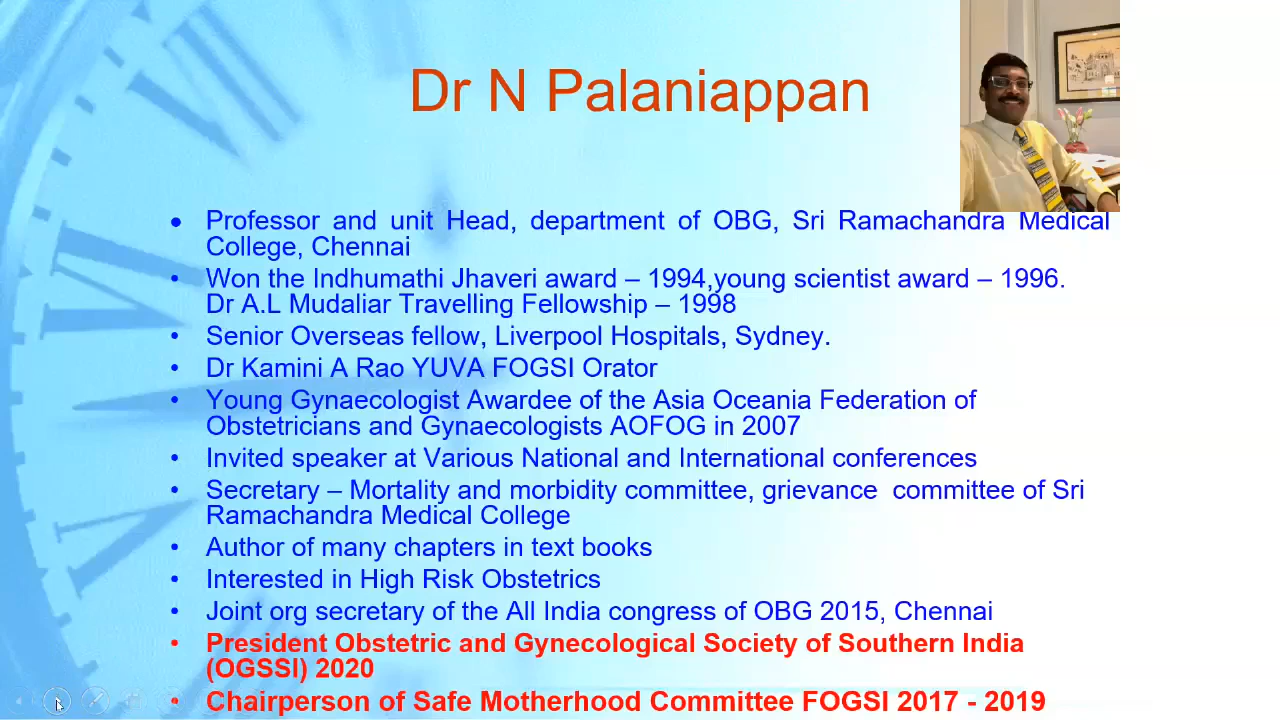 Dr N Palaniappan
• Professor and unit Head, department of OBG, Sri Ramachandra Medical
College, Chennai
• Won the Indhumathi Jhaveri award – 1994,young scientist award – 1996.
Dr A.L Mudaliar Travelling Fellowship – 1998
• Senior Overseas fellow, Liverpool Hospitals, Sydney.
• Dr Kamini A Rao YUVA FOGSI Orator
• Young Gynaecologist Awardee of the Asia Oceania Federation of
Obstetricians and Gynaecologists AOFOG in 2007
• Invited speaker at Various National and International conferences
• Secretary – Mortality and morbidity committee, grievance  committee of Sri
Ramachandra Medical College
• Author of many chapters in text books
• Interested in High Risk Obstetrics
• Joint org secretary of the All India congress of OBG 2015, Chennai
• President Obstetric and Gynecological Society of Southern India
(OGSSI) 2020
• Chairperson of Safe Motherhood Committee FOGSI 2017 - 2019